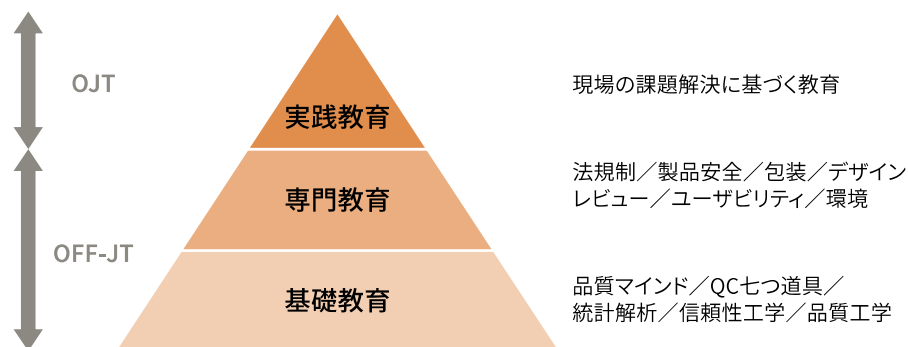 OJT
実践教育
現場の課題解決に基づく教育
専門教育
法規制／製品安全／包装／デザイン
レビュー／ユーザビリティ／環境
OFF-JT
基礎教育
品質マインド／QC七つ道具／
統計解析／信頼性工学／品質工学